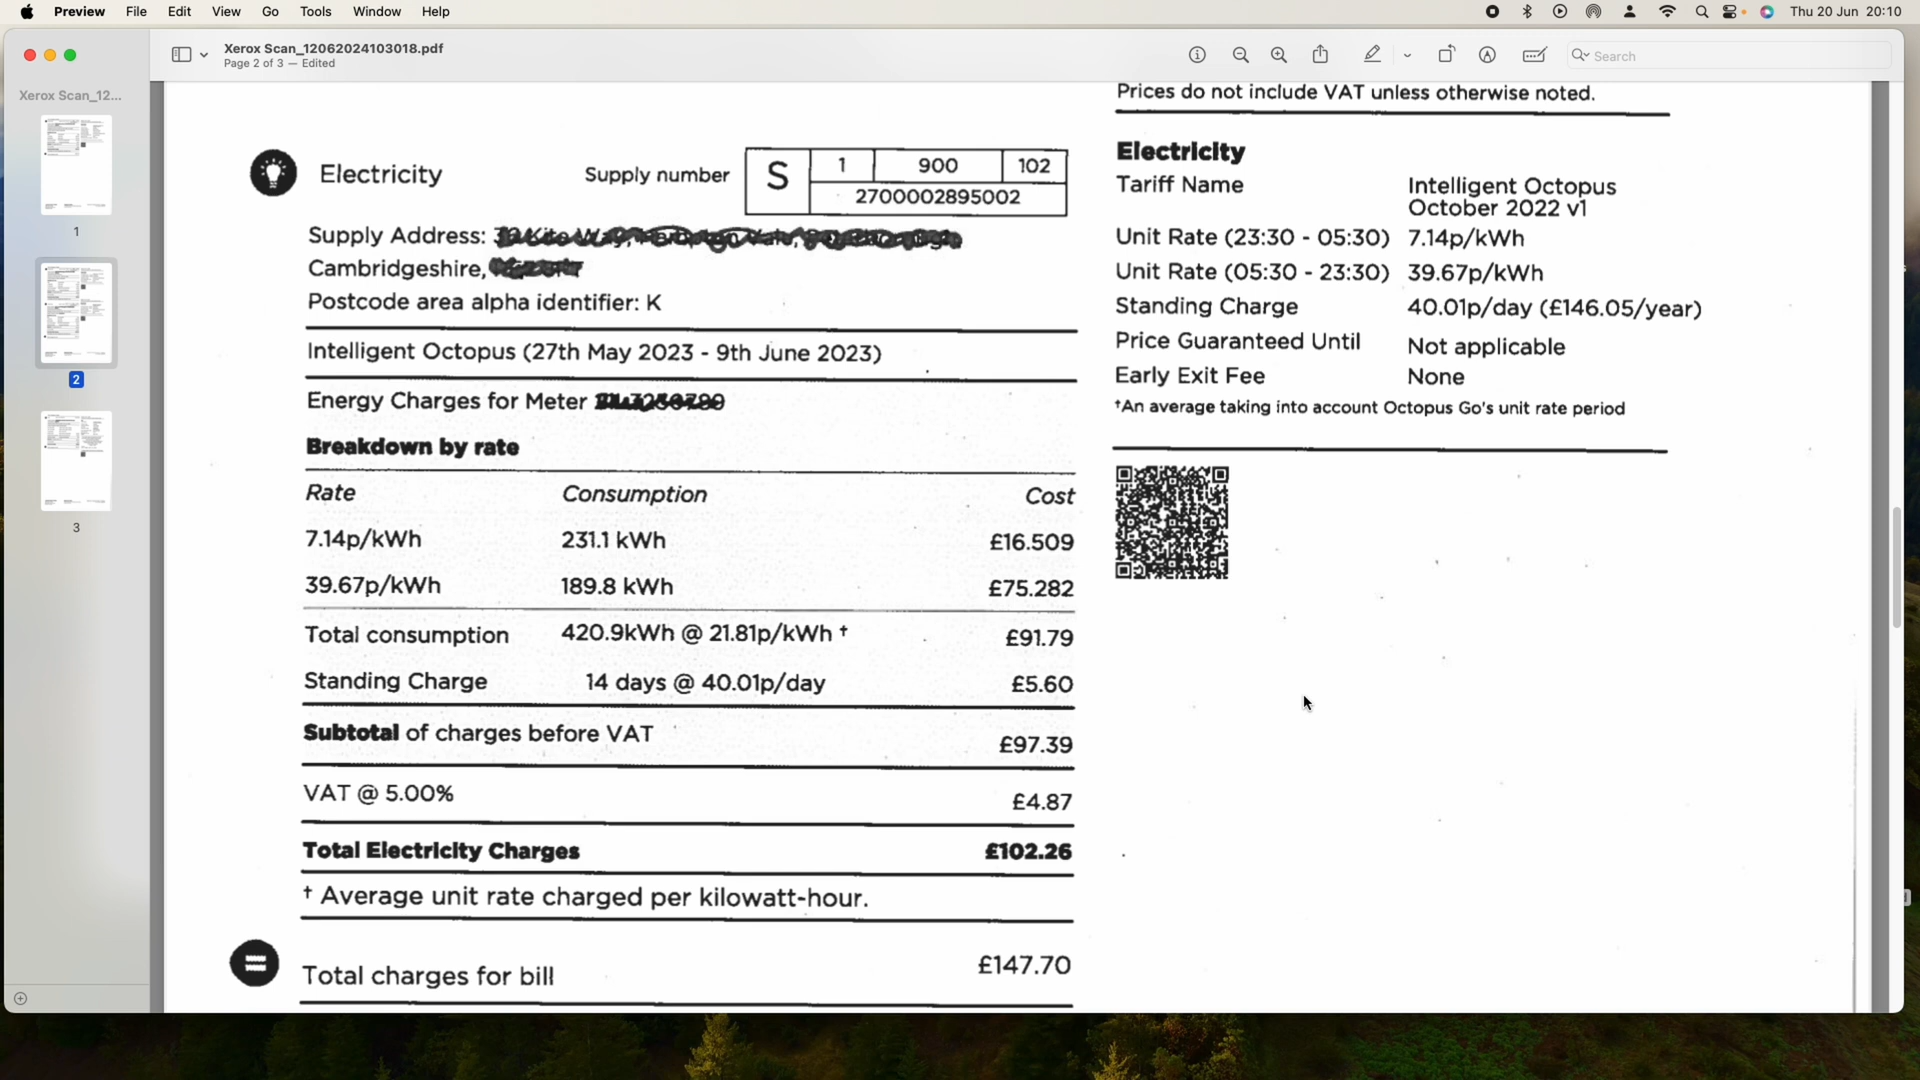 Preview File Edit View Go Tools Window Help
Thu 20 Jun 20:10
Xerox Scan_12062024103018.pdf
Page 2 of 3 — Edited
Search
Xerox Scan_12...
1
2
3
Prices do not include VAT unless otherwise noted.
Electricity
Supply number
S 1 900 102
2700002895002
Supply Address:
Cambridgeshire,
Postcode area alpha identifier: K
Intelligent Octopus (27th May 2023 - 9th June 2023)
Energy Charges for Meter
Breakdown by rate
Rate Consumption Cost
7.14p/kWh 231.1 kWh £16.509
39.67p/kWh 189.8 kWh £75.282
Total consumption 420.9kWh @ 21.81p/kWh † £91.79
Standing Charge 14 days @ 40.01p/day £5.60
Subtotal of charges before VAT £97.39
VAT @ 5.00% £4.87
Total Electricity Charges £102.26
† Average unit rate charged per kilowatt-hour.
Total charges for bill £147.70
Electricity
Tariff Name Intelligent Octopus
October 2022 v1
Unit Rate (23:30 - 05:30) 7.14p/kWh
Unit Rate (05:30 - 23:30) 39.67p/kWh
Standing Charge 40.01p/day (£146.05/year)
Price Guaranteed Until Not applicable
Early Exit Fee None
†An average taking into account Octopus Go's unit rate period